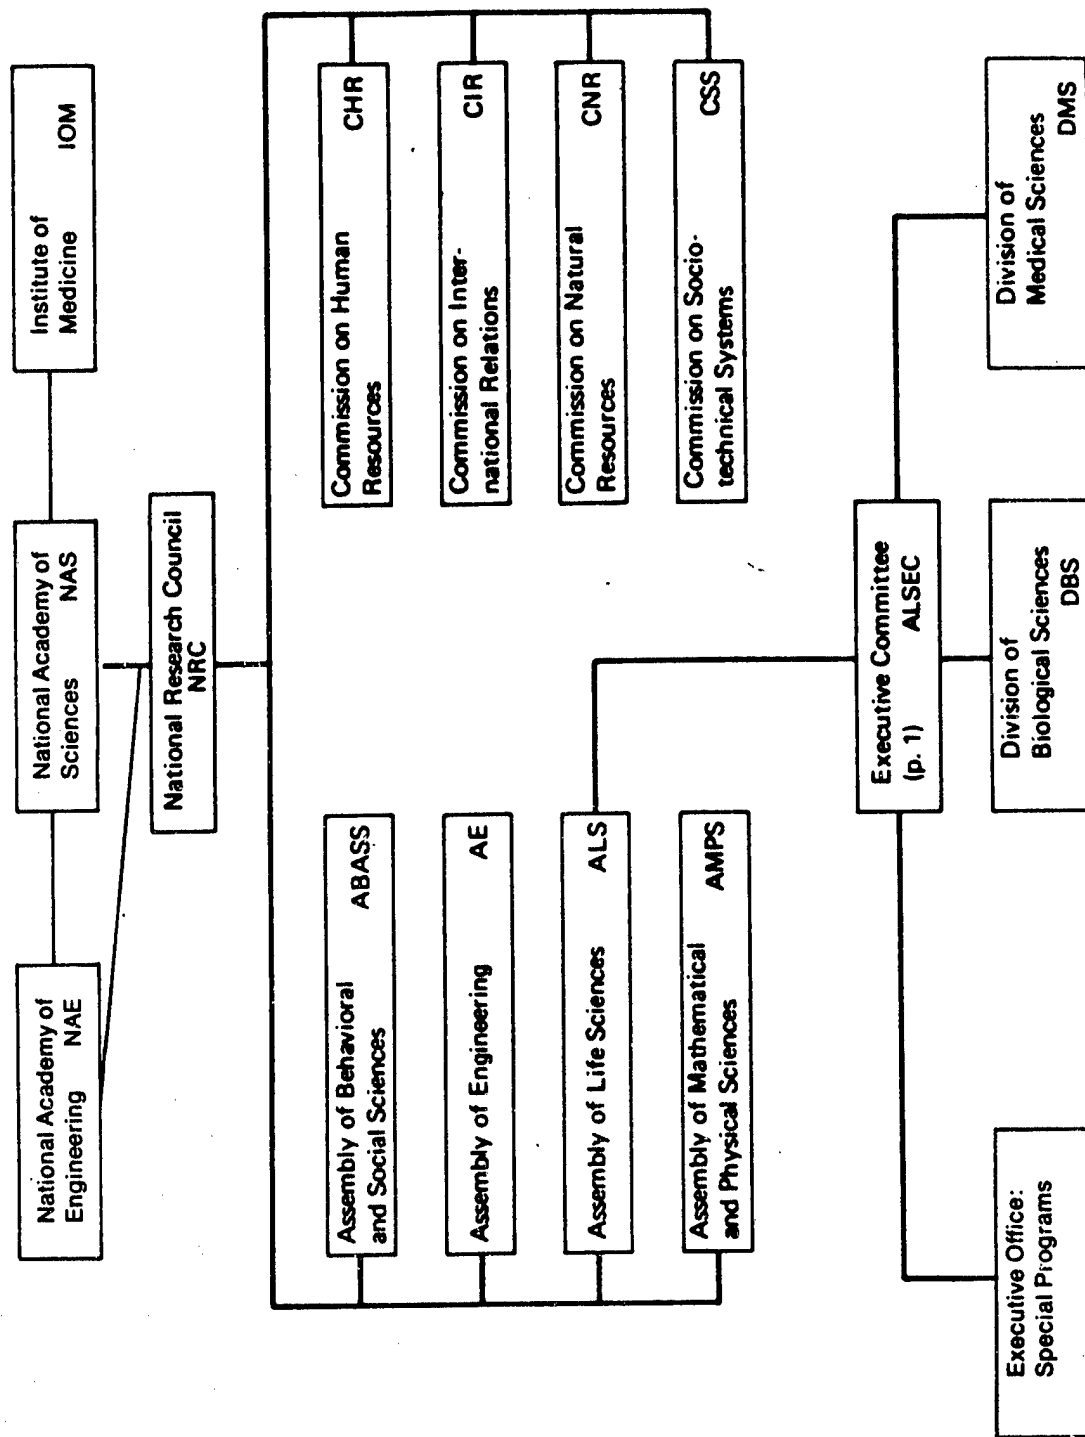 National Academy of
Engineering NAE
National Academy of
Sciences NAS
Institute of
Medicine IOM
National Research Council
NRC
Assembly of Behavioral
and Social Sciences ABASS
Assembly of Engineering AE
Assembly of Life Sciences ALS
Assembly of Mathematical
and Physical Sciences AMPS
Commission on Human
Resources CHR
Commission on Inter-
national Relations CIR
Commission on Natural
Resources CNR
Commission on Socio-
technical Systems CSS
Executive Committee
(p. 1) ALSEC
Executive Office:
Special Programs
Division of
Biological Sciences
DBS
Division of
Medical Sciences
DMS